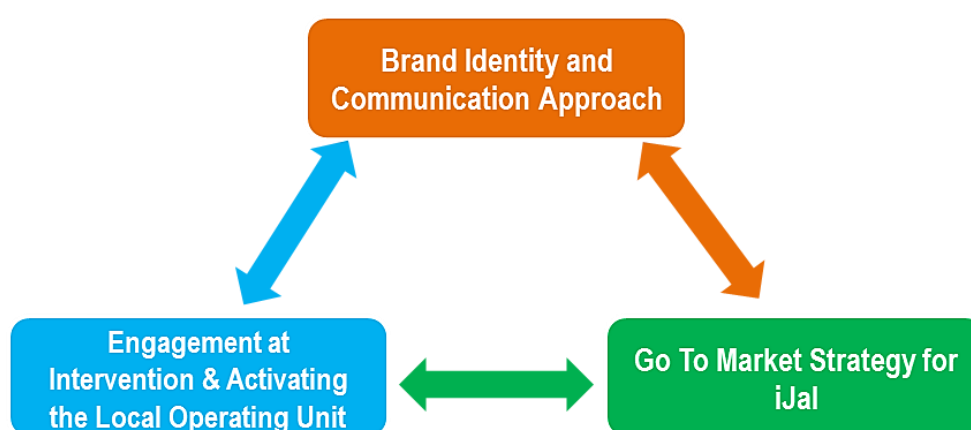 Brand Identity and
Communication Approach
Engagement at
Intervention & Activating
the Local Operating Unit
Go To Market Strategy for
iJal